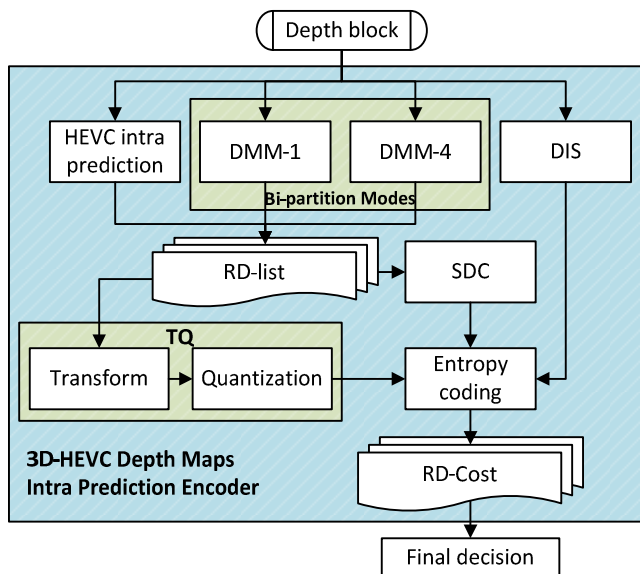 Depth block
HEVC intra
prediction
DMM-1
DMM-4
DIS
Bi-partition Modes
RD-list
SDC
TQ
Transform
Quantization
Entropy
coding
3D-HEVC Depth Maps
Intra Prediction Encoder
RD-Cost
Final decision